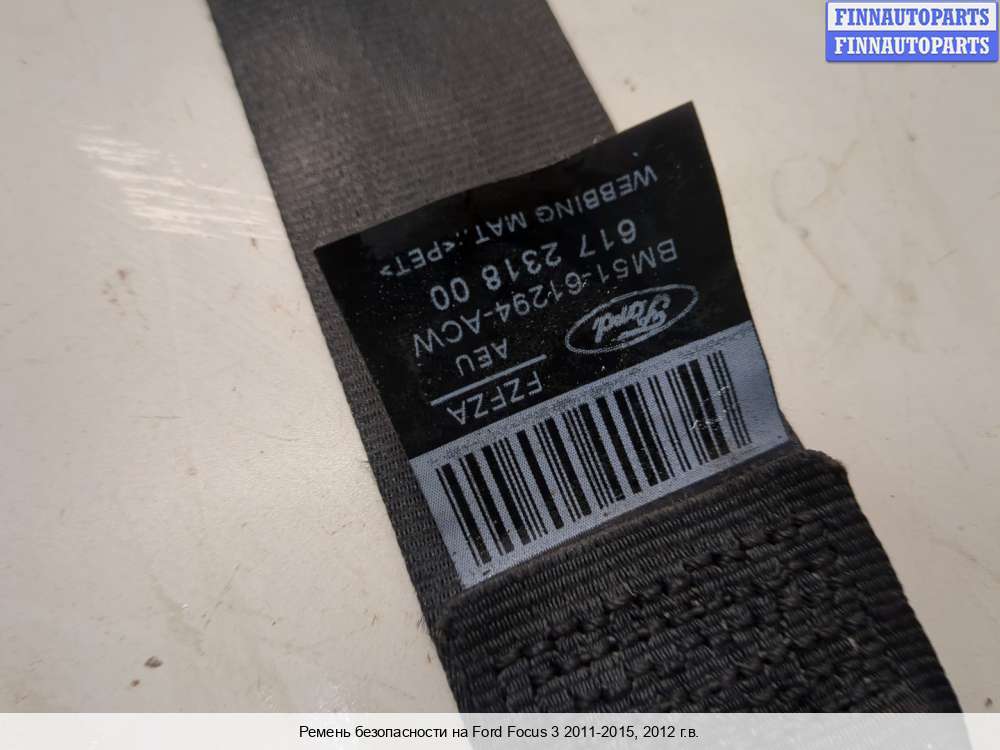 FINNAUTOPARTS
FINNAUTOPARTS
FZFZA
AEU
Ford
BM51-61294-ACW
617 2318 00
WEBBING MAT.:<PET>
Ремень безопасности на Ford Focus 3 2011-2015, 2012 г.в.